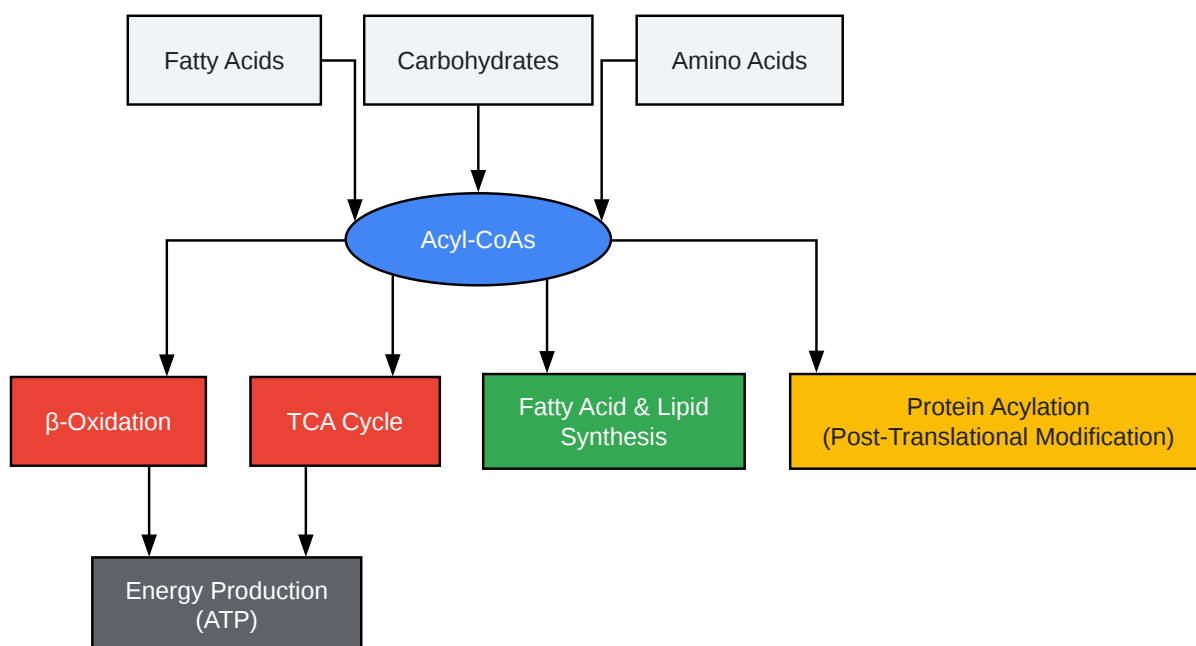 Fatty Acids
Carbohydrates
Amino Acids
Acyl-CoAs
β-Oxidation
TCA Cycle
Fatty Acid & Lipid
Synthesis
Protein Acylation
(Post-Translational Modification)
Energy Production
(ATP)